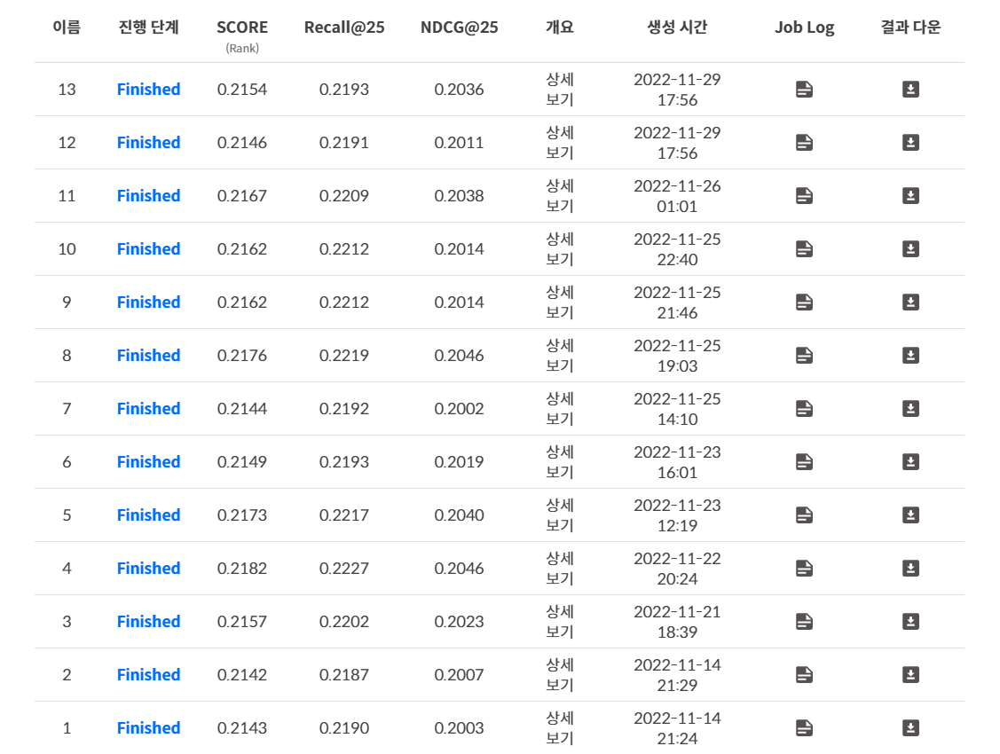 이름 진행 단계 SCORE Recall@25 NDCG@25 개요 생성 시간 Job Log 결과 다운
(Rank)
13 Finished 0.2154 0.2193 0.2036 상세 보기 2022-11-29 17:56
12 Finished 0.2146 0.2191 0.2011 상세 보기 2022-11-29 17:56
11 Finished 0.2167 0.2209 0.2038 상세 보기 2022-11-26 01:01
10 Finished 0.2162 0.2212 0.2014 상세 보기 2022-11-25 22:40
9 Finished 0.2162 0.2212 0.2014 상세 보기 2022-11-25 21:46
8 Finished 0.2176 0.2219 0.2046 상세 보기 2022-11-25 19:03
7 Finished 0.2144 0.2192 0.2002 상세 보기 2022-11-25 14:10
6 Finished 0.2149 0.2193 0.2019 상세 보기 2022-11-23 16:01
5 Finished 0.2173 0.2217 0.2040 상세 보기 2022-11-23 12:19
4 Finished 0.2182 0.2227 0.2046 상세 보기 2022-11-22 20:24
3 Finished 0.2157 0.2202 0.2023 상세 보기 2022-11-21 18:39
2 Finished 0.2142 0.2187 0.2007 상세 보기 2022-11-14 21:29
1 Finished 0.2143 0.2190 0.2003 상세 보기 2022-11-14 21:24